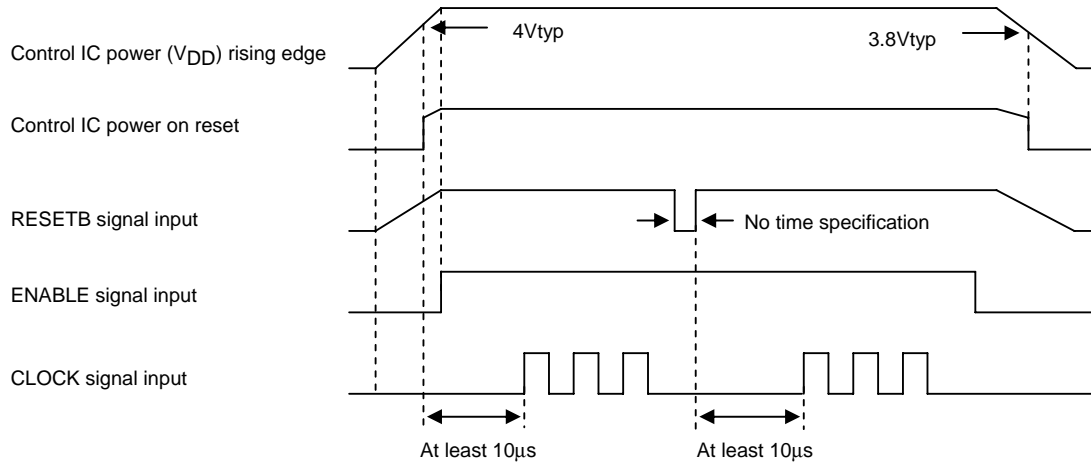 4Vtyp
3.8Vtyp
Control IC power (VDD) rising edge
Control IC power on reset
RESETB signal input
No time specification
ENABLE signal input
CLOCK signal input
At least 10μs
At least 10μs